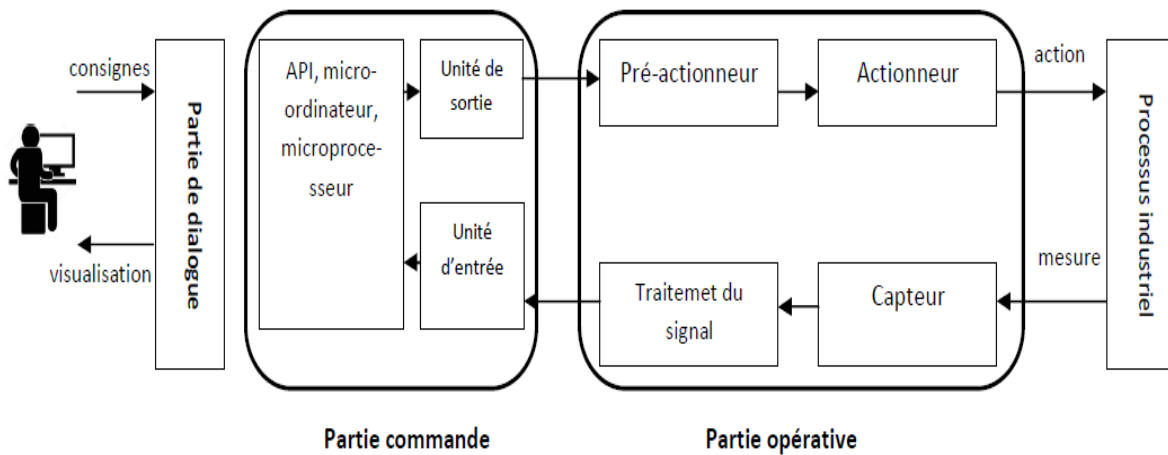 consignes
visualisation
Partie de dialogue
API, micro-
ordinateur,
microproce-
sseur
Unité de
sortie
Unité
d'entrée
Partie commande
Pré-actionneur
Actionneur
Traitemet du
signal
Capteur
Partie opérative
action
mesure
Processus industriel